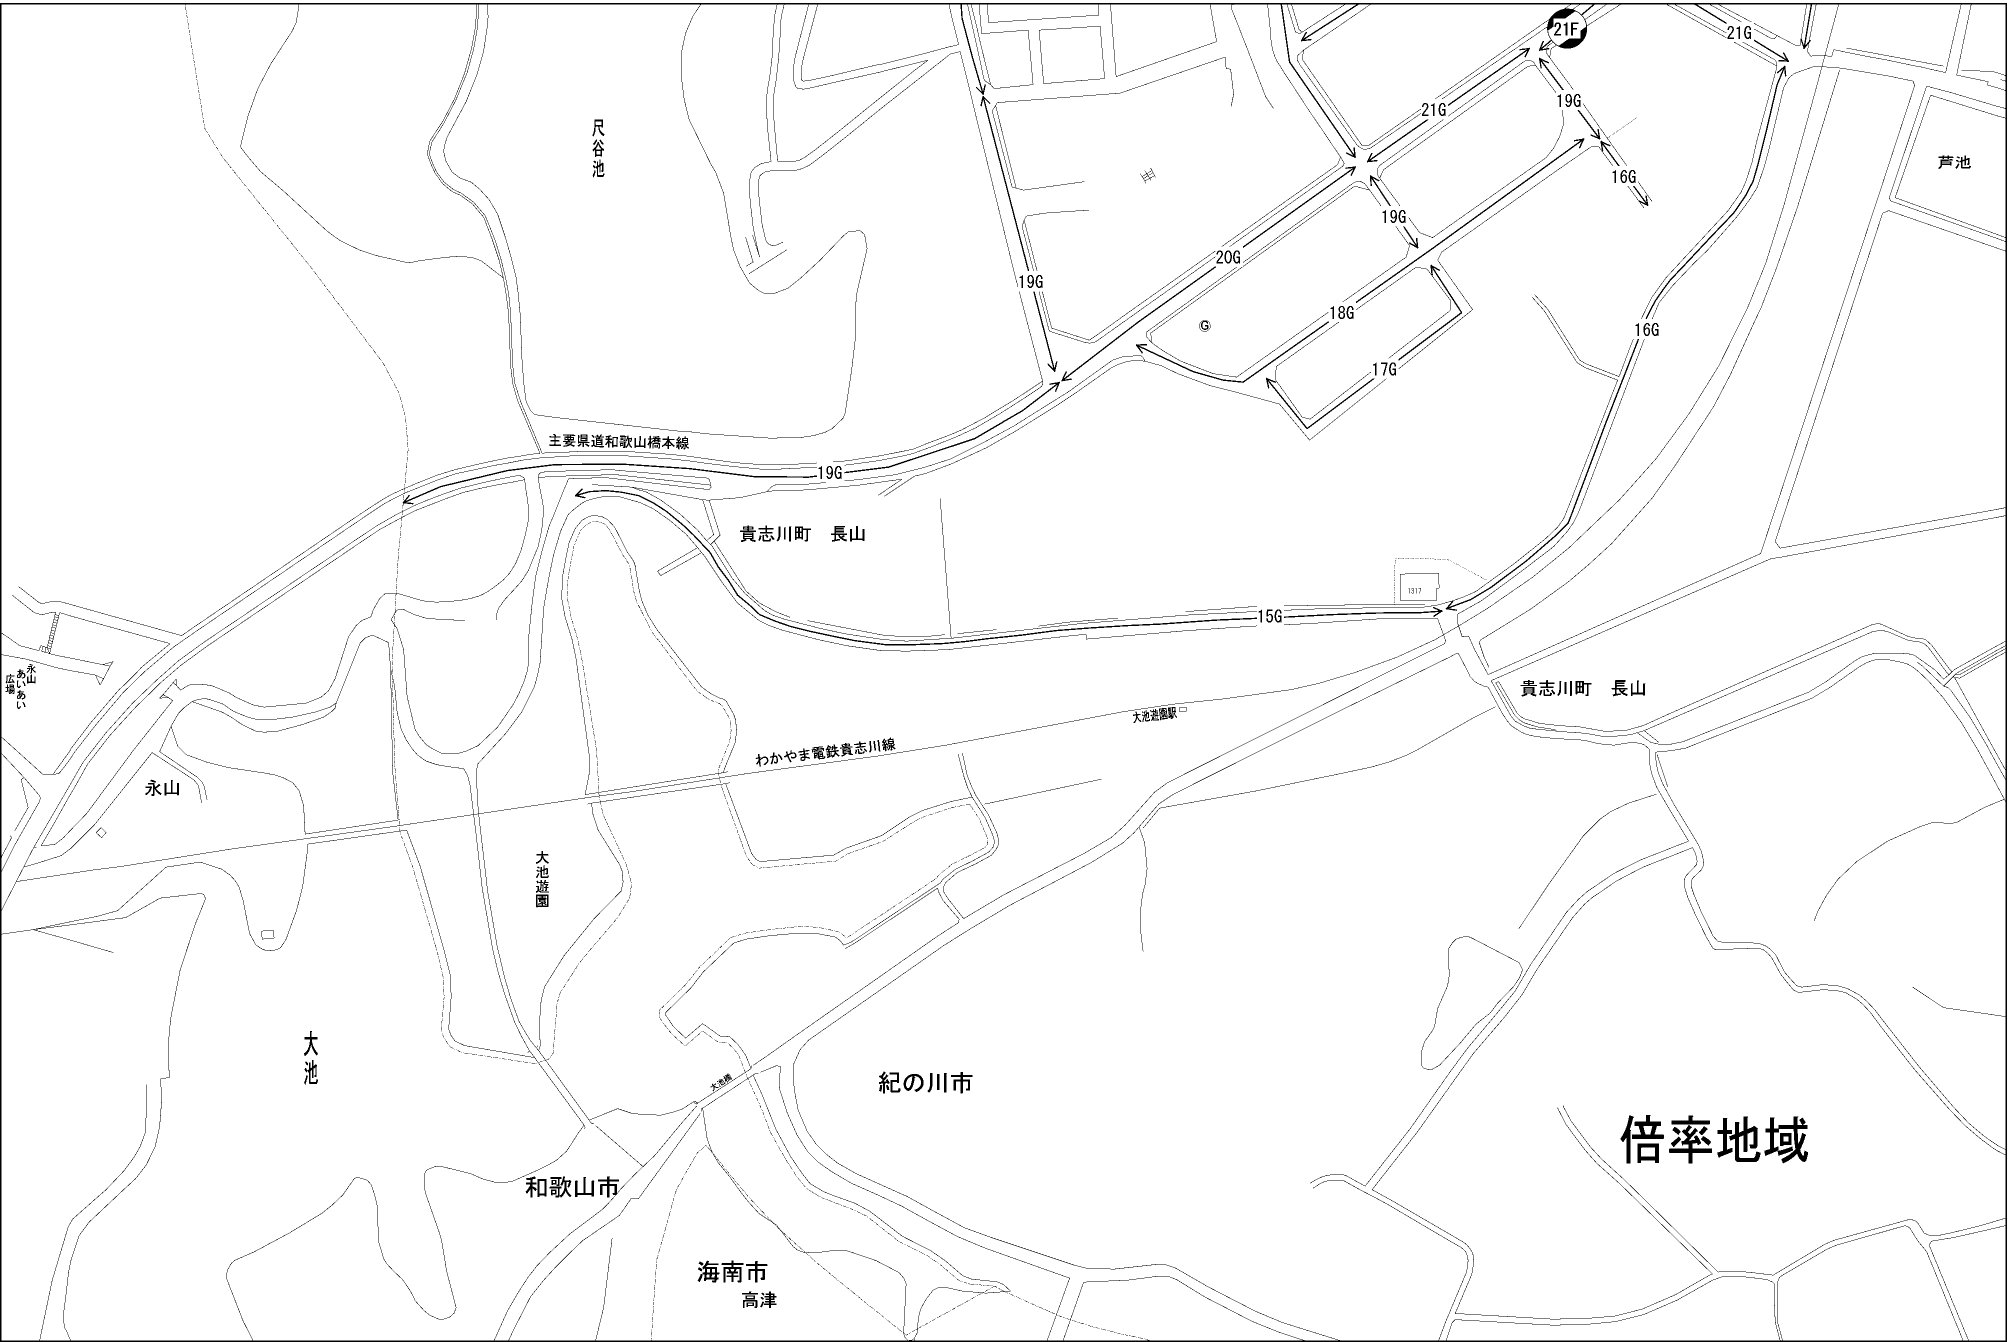 21F
21G
21G
19G
尺谷池
芦池
16G
19G
20G
19G
18G
Ⓖ
16G
17G
主要県道和歌山橋本線
19G
貴志川町 長山
1317
15G
永山
あいあい
広場
貴志川町 長山
大池遊園駅
わかやま電鉄貴志川線
永山
大池遊園
大池
大池橋
紀の川市
倍率地域
和歌山市
海南市
高津